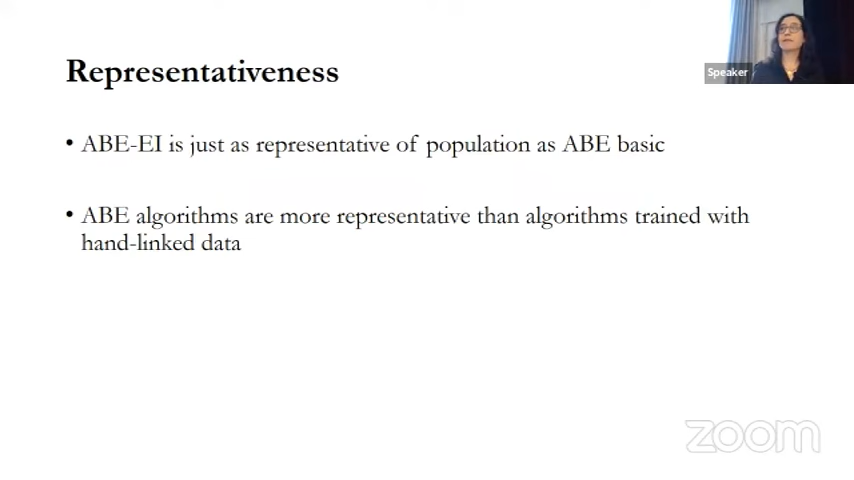 Speaker
Representativeness
• ABE-EI is just as representative of population as ABE basic
• ABE algorithms are more representative than algorithms trained with
hand-linked data
zoom